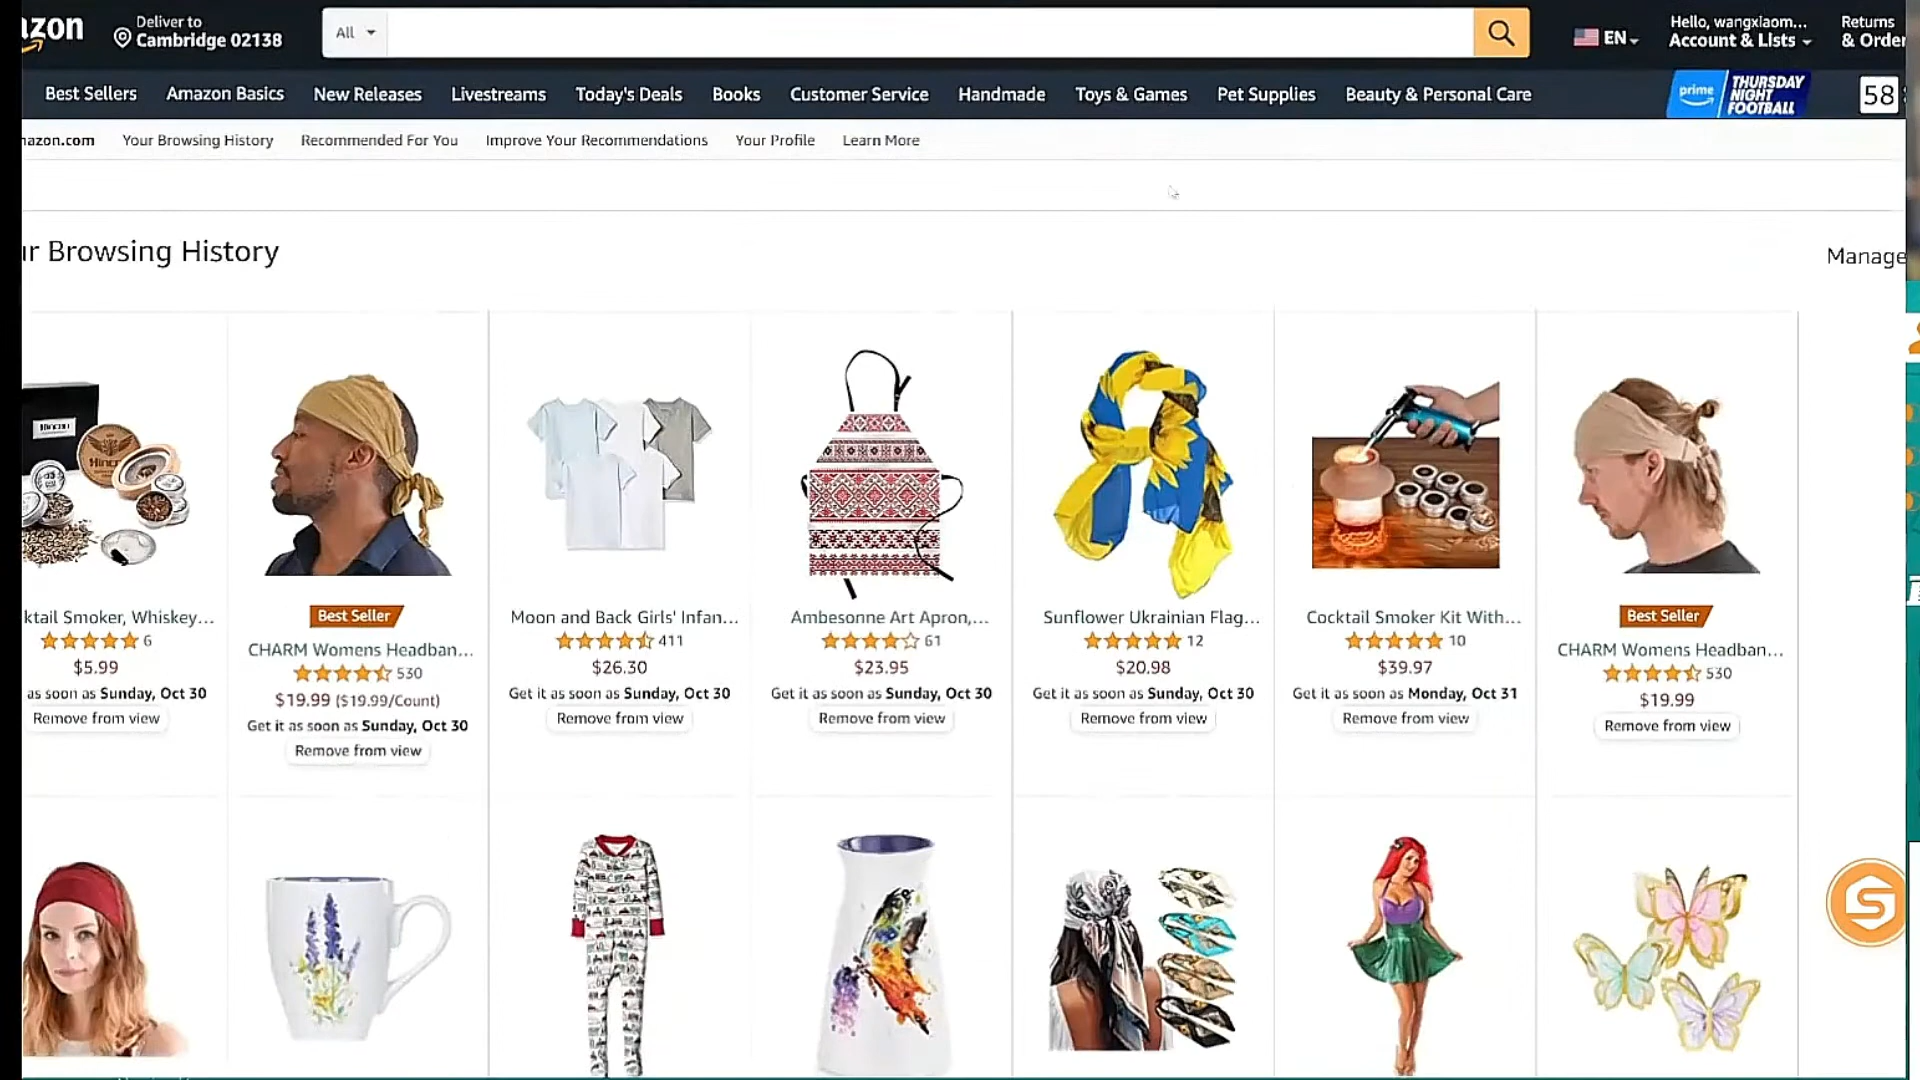 azon
Deliver to
Cambridge 02138
All
EN
Hello, wangxiaom...
Account & Lists
Returns
& Order
Best Sellers
Amazon Basics
New Releases
Livestreams
Today's Deals
Books
Customer Service
Handmade
Toys & Games
Pet Supplies
Beauty & Personal Care
prime
THURSDAY
NIGHT
FOOTBALL
58
azon.com
Your Browsing History
Recommended For You
Improve Your Recommendations
Your Profile
Learn More
ur Browsing History
Manage
ktail Smoker, Whiskey...
6
$5.99
as soon as Sunday, Oct 30
Remove from view
Best Seller
CHARM Womens Headban...
530
$19.99 ($19.99/Count)
Get it as soon as Sunday, Oct 30
Remove from view
Moon and Back Girls' Infan...
411
$26.30
Get it as soon as Sunday, Oct 30
Remove from view
Ambesonne Art Apron,...
61
$23.95
Get it as soon as Sunday, Oct 30
Remove from view
Sunflower Ukrainian Flag...
12
$20.98
Get it as soon as Sunday, Oct 30
Remove from view
Cocktail Smoker Kit With...
10
$39.97
Get it as soon as Monday, Oct 31
Remove from view
Best Seller
CHARM Womens Headban...
530
$19.99
Remove from view